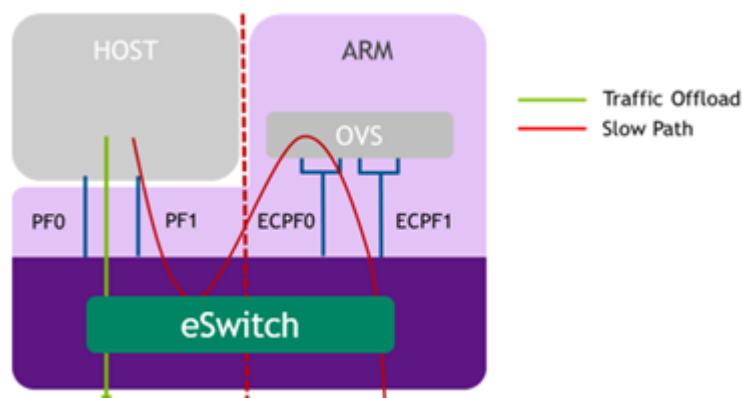 HOST
ARM
Traffic Offload
Slow Path
OVS
PF0
PF1
ECPF0
ECPF1
eSwitch